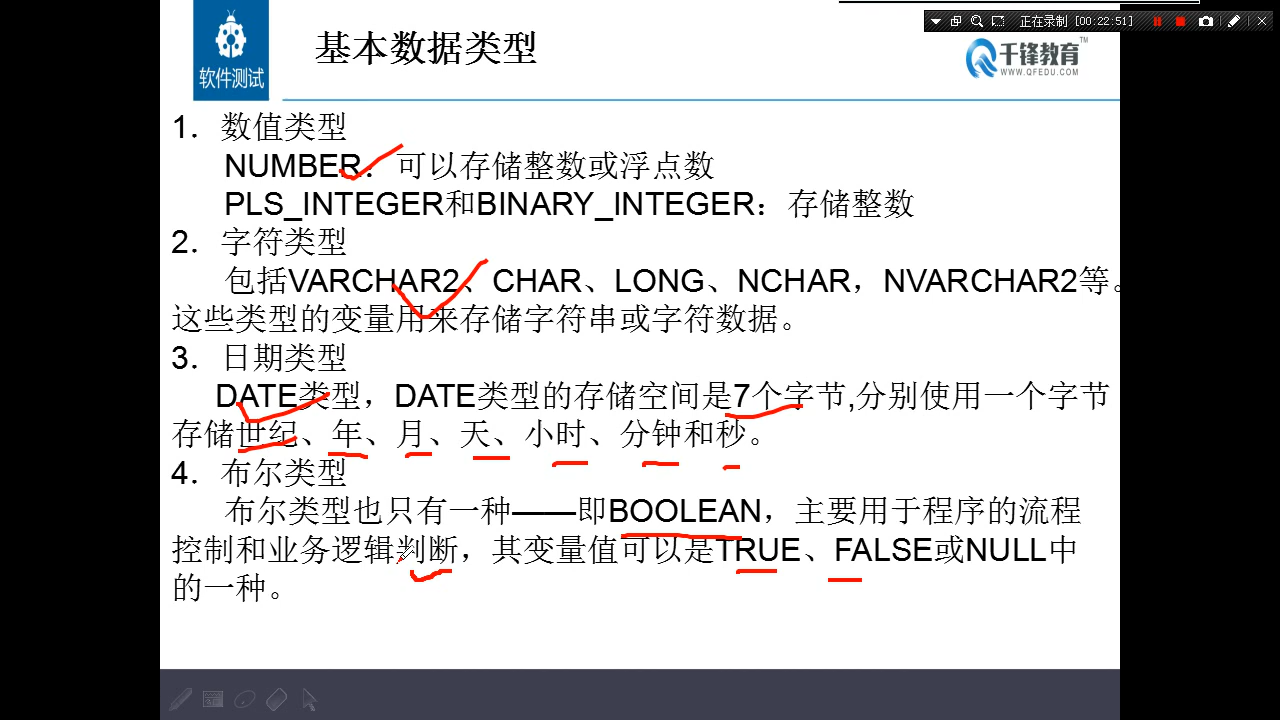 正在录制 [00:22:51]
软件测试
基本数据类型
千锋教育
TM
WWW.QFEDU.COM
1．数值类型
NUMBER：可以存储整数或浮点数
PLS_INTEGER和BINARY_INTEGER：存储整数
2．字符类型
包括VARCHAR2、CHAR、LONG、NCHAR，NVARCHAR2等。
这些类型的变量用来存储字符串或字符数据。
3．日期类型
DATE类型，DATE类型的存储空间是7个字节,分别使用一个字节
存储世纪、年、月、天、小时、分钟和秒。
4．布尔类型
布尔类型也只有一种——即BOOLEAN，主要用于程序的流程
控制和业务逻辑判断，其变量值可以是TRUE、FALSE或NULL中
的一种。